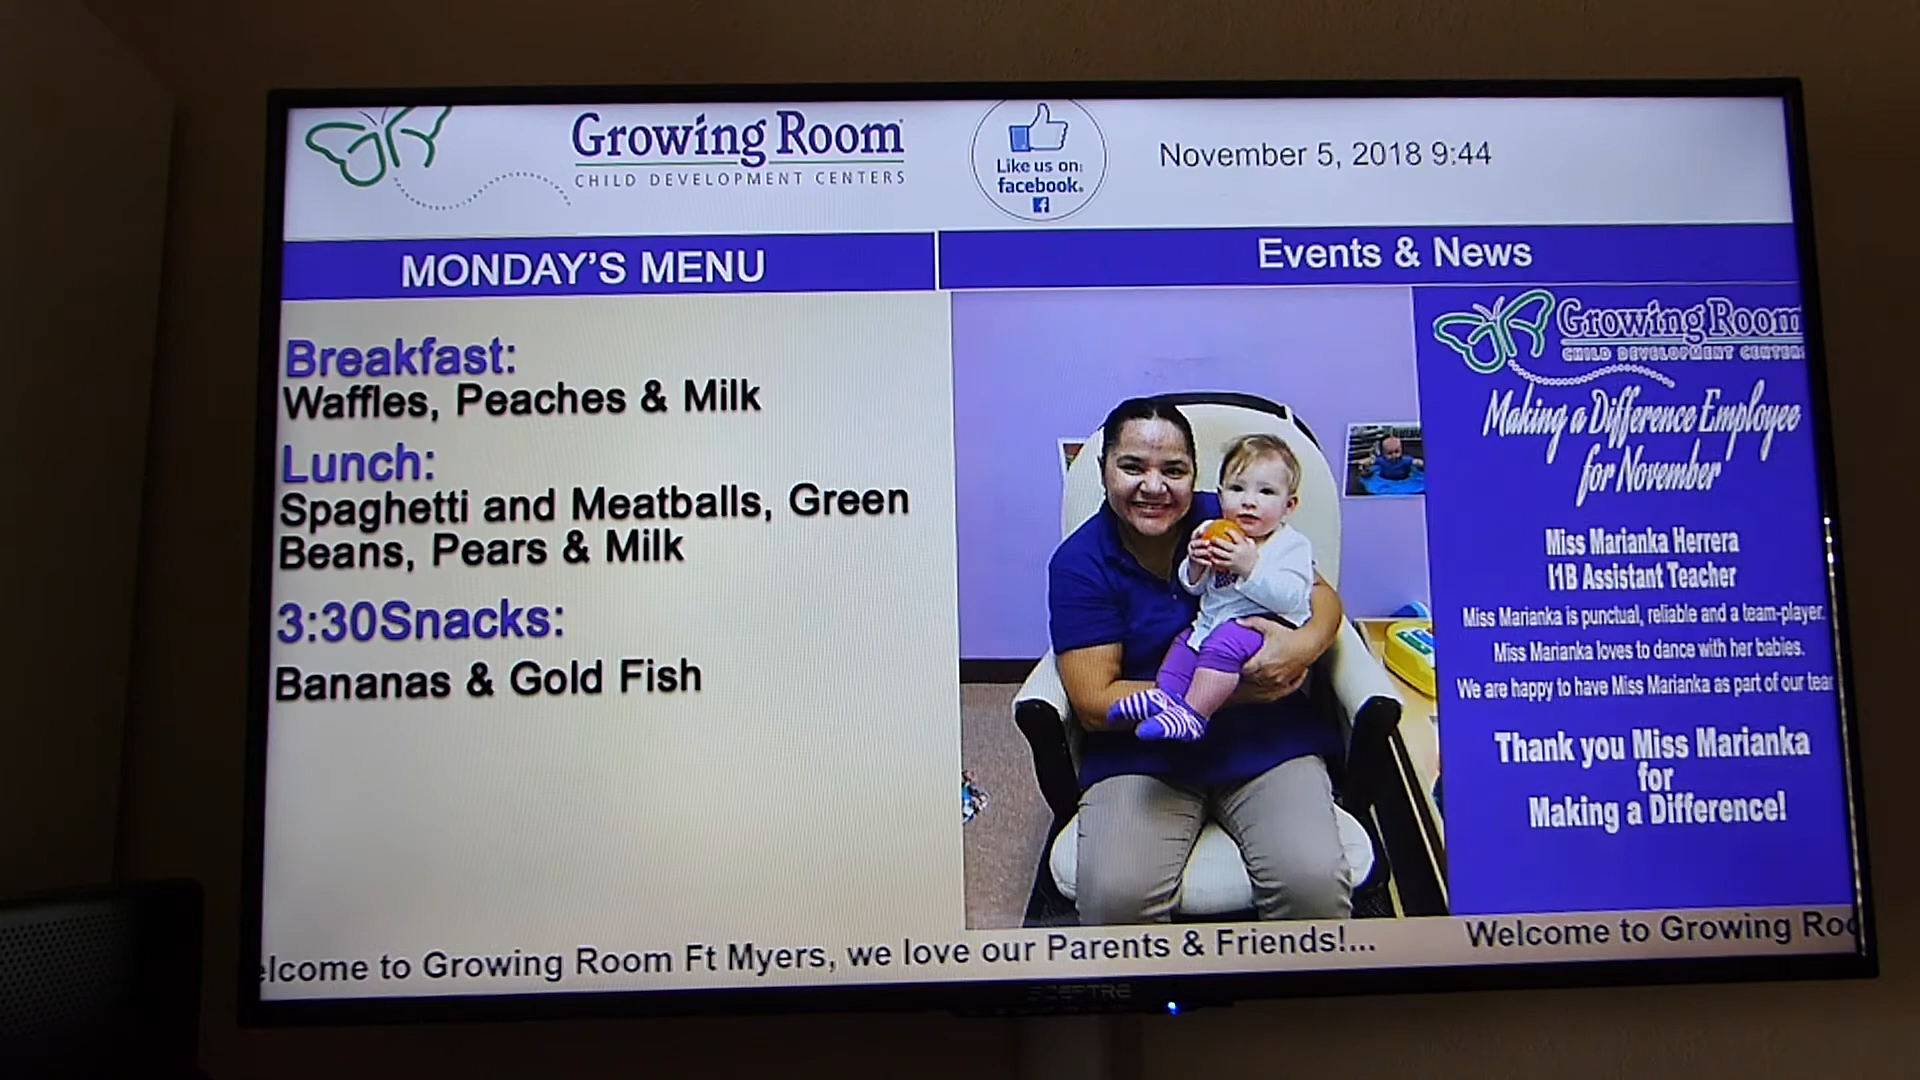 Growing Room
CHILD DEVELOPMENT CENTERS
Like us on:
facebook.
November 5, 2018 9:44
MONDAY'S MENU
Events & News
Breakfast:
Waffles, Peaches & Milk
Lunch:
Spaghetti and Meatballs, Green
Beans, Pears & Milk
3:30Snacks:
Bananas & Gold Fish
Growing Room
CHILD DEVELOPMENT CENTERS
Making a Difference Employee
for November
Miss Marianka Herrera
I1B Assistant Teacher
Miss Marianka is punctual, reliable and a team-player.
Miss Marianka loves to dance with her babies.
We are happy to have Miss Marianka as part of our tea
Thank you Miss Marianka
for
Making a Difference!
elcome to Growing Room Ft Myers, we love our Parents & Friends!... Welcome to Growing Roo
SCEPTRE